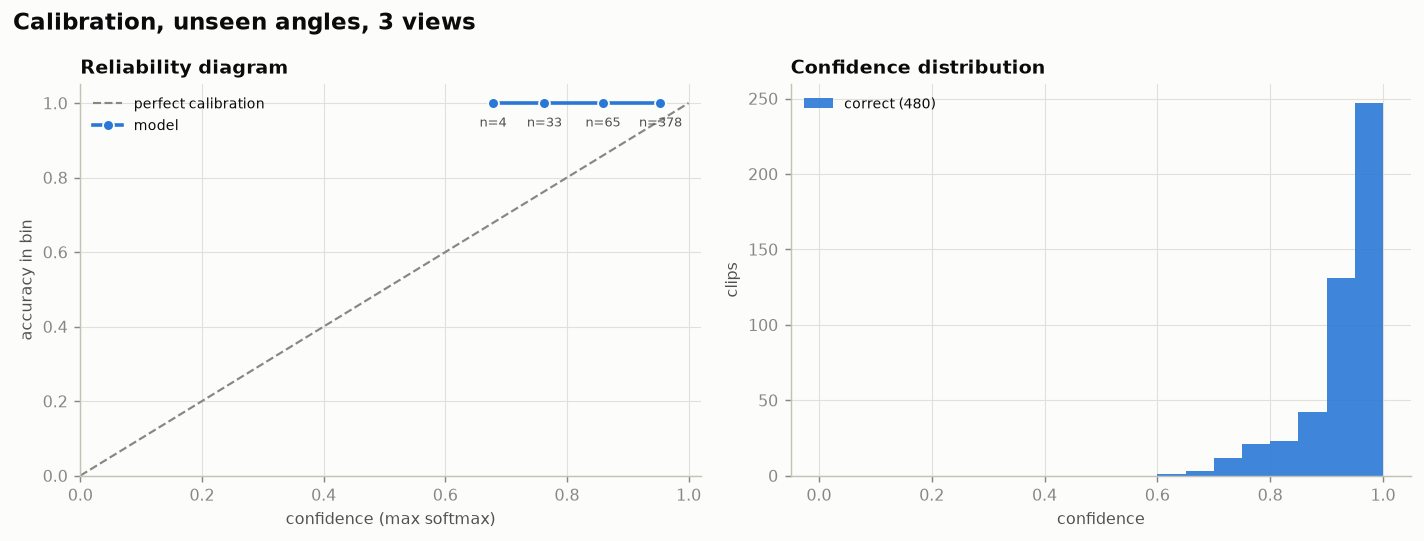 Calibration, unseen angles, 3 views
Reliability diagram
perfect calibration
model
n=4
n=33
n=65
n=378
1.0
0.8
0.6
0.4
0.2
0.0
accuracy in bin
0.0
0.2
0.4
0.6
0.8
1.0
confidence (max softmax)
Confidence distribution
correct (480)
250
200
150
100
50
0
clips
0.0
0.2
0.4
0.6
0.8
1.0
confidence